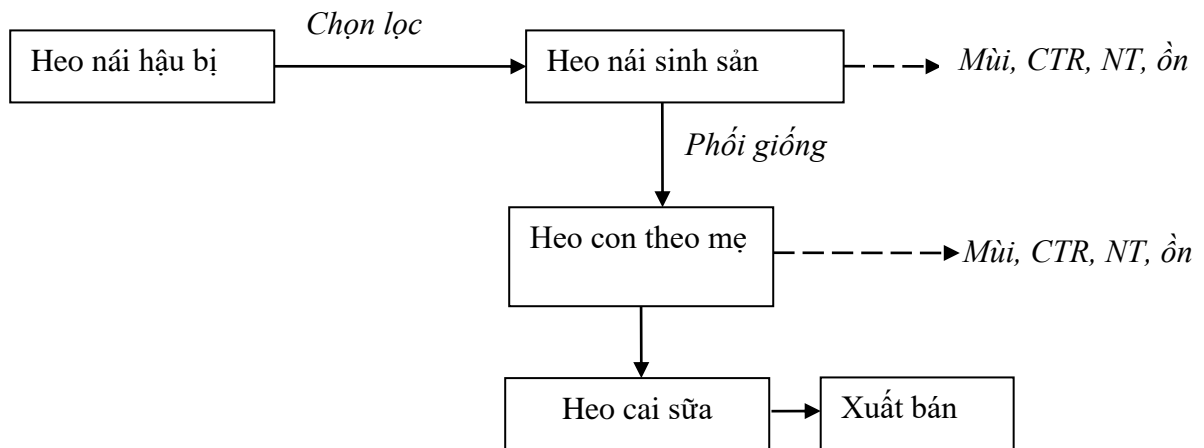 Chọn lọc
Heo nái hậu bị
Heo nái sinh sản
Mùi, CTR, NT, ồn
Phối giống
Heo con theo mẹ
Mùi, CTR, NT, ồn
Heo cai sữa
Xuất bán